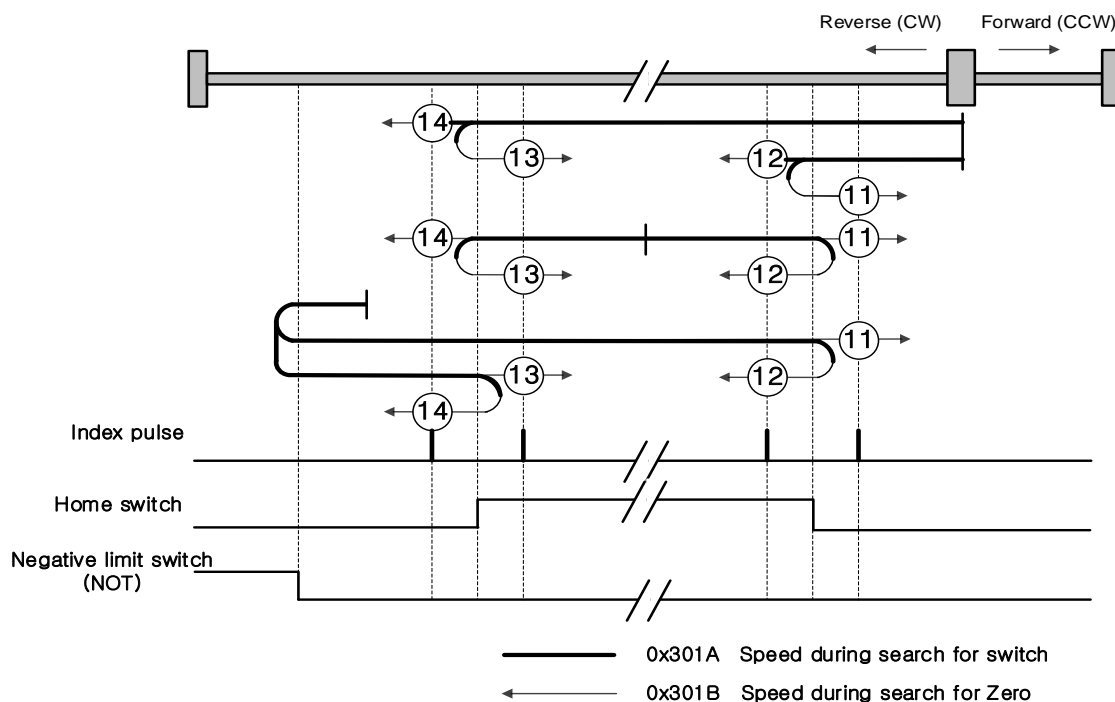 Reverse (CW) Forward (CCW)
14
13
12
11
14
11
13
12
11
13
12
14
Index pulse
Home switch
Negative limit switch
(NOT)
0x301A Speed during search for switch
0x301B Speed during search for Zero